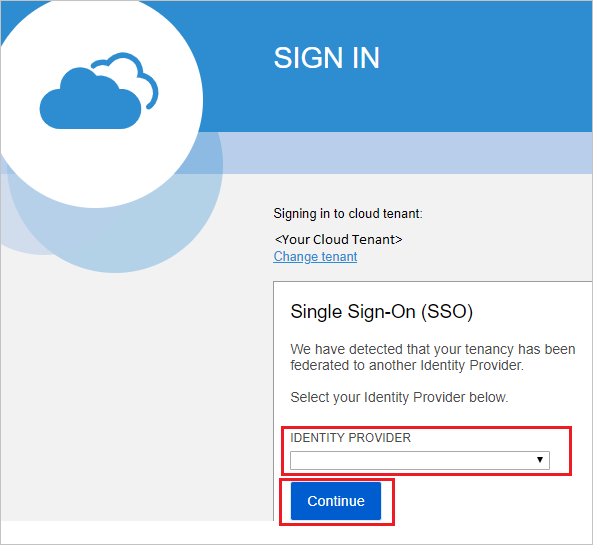 SIGN IN
Signing in to cloud tenant:
<Your Cloud Tenant>
Change tenant
Single Sign-On (SSO)
We have detected that your tenancy has been
federated to another Identity Provider.
Select your Identity Provider below.
IDENTITY PROVIDER
Continue